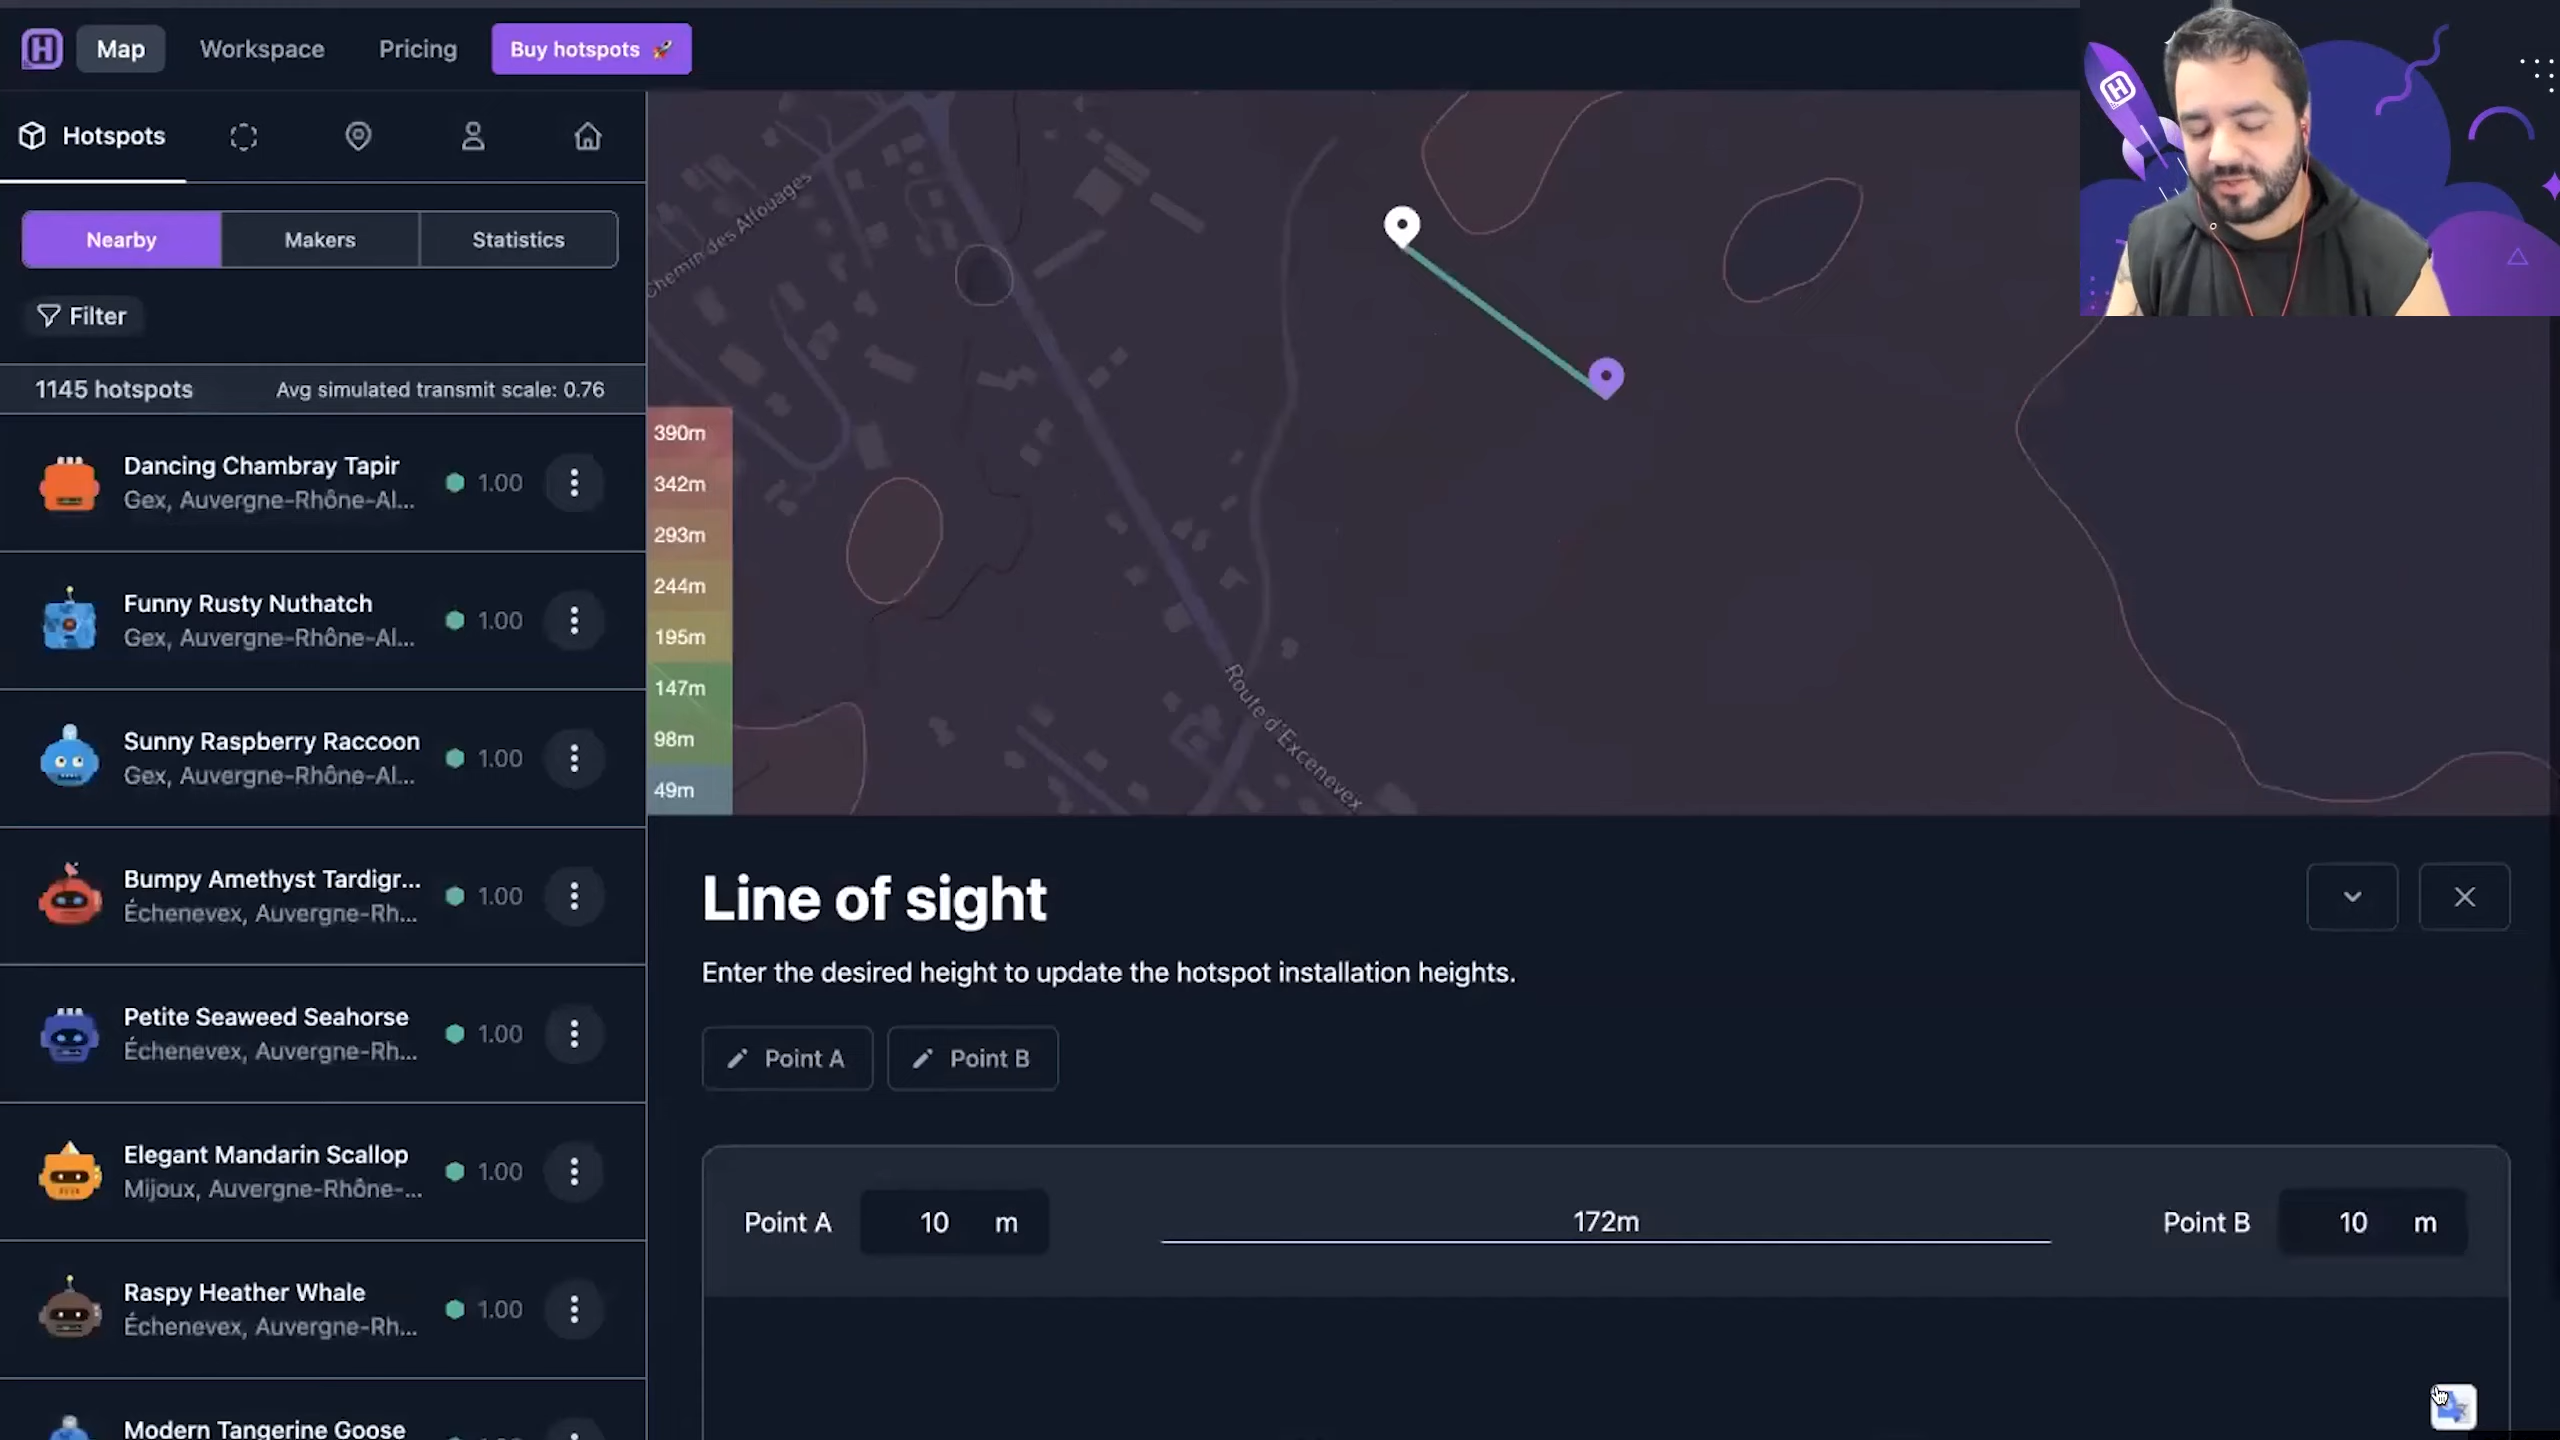 Map
Workspace
Pricing
Buy hotspots 🚀
Hotspots
Nearby
Makers
Statistics
Filter
1145 hotspots
Avg simulated transmit scale: 0.76
Dancing Chambray Tapir
Gex, Auvergne-Rhône-Al...
1.00
Funny Rusty Nuthatch
Gex, Auvergne-Rhône-Al...
1.00
Sunny Raspberry Raccoon
Gex, Auvergne-Rhône-Al...
1.00
Bumpy Amethyst Tardigr...
Échenevex, Auvergne-Rh...
1.00
Petite Seaweed Seahorse
Échenevex, Auvergne-Rh...
1.00
Elegant Mandarin Scallop
Mijoux, Auvergne-Rhône-...
1.00
Raspy Heather Whale
Échenevex, Auvergne-Rh...
1.00
Modern Tangerine Goose
Chemin des Affouages
Route d'Excenevex
390m
342m
293m
244m
195m
147m
98m
49m
Line of sight
Enter the desired height to update the hotspot installation heights.
Point A
Point B
Point A 10 m
172m
Point B 10 m